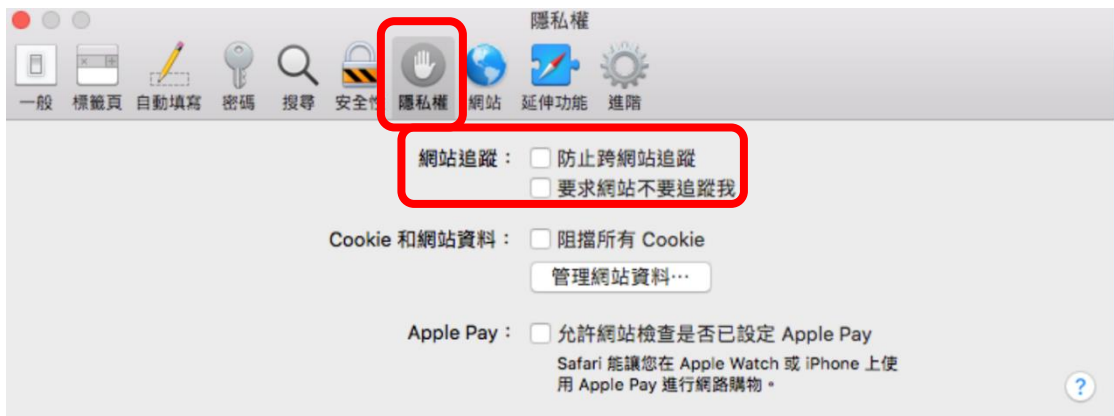 隱私權
一般 標籤頁 自動填寫 密碼 搜尋 安全性 隱私權 網站 延伸功能 進階
網站追蹤： 防止跨網站追蹤
要求網站不要追蹤我
Cookie 和網站資料： 阻擋所有 Cookie
管理網站資料⋯
Apple Pay： 允許網站檢查是否已設定 Apple Pay
Safari 能讓您在 Apple Watch 或 iPhone 上使
用 Apple Pay 進行網路購物。
?